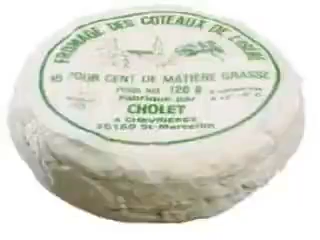 FROMAGE DES COTEAUX DE L'ISÈRE
45 POUR CENT DE MATIÈRE GRASSE
POIDS NET 120 g
Fabriqué par
CHOLET
A CHEVRIERES
38160 St-Marcellin